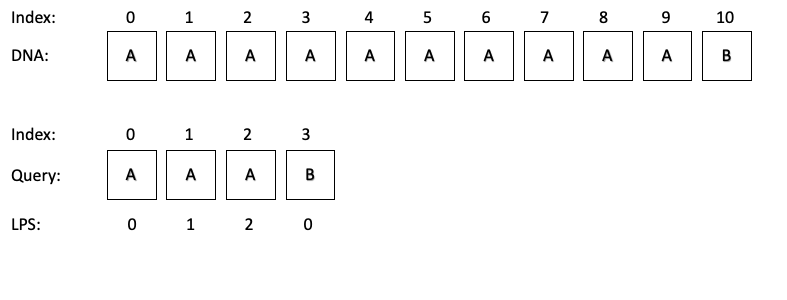 Index: 0 1 2 3 4 5 6 7 8 9 10
DNA: A A A A A A A A A A B
Index: 0 1 2 3
Query: A A A B
LPS: 0 1 2 0